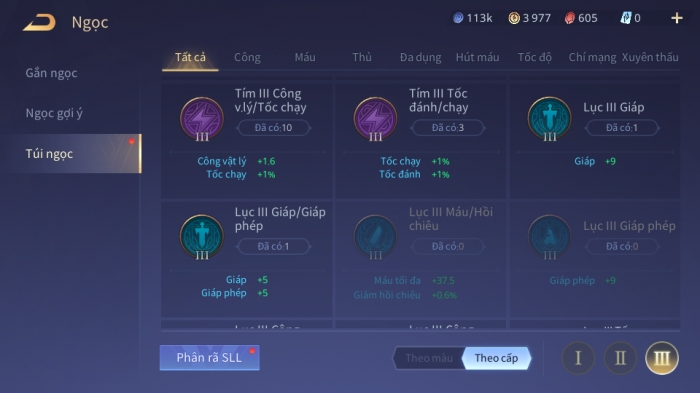 Ngọc
113k
3 977
605
0
+
Tất cả
Công
Máu
Thủ
Đa dụng
Hút máu
Tốc độ
Chí mạng
Xuyên thấu
Gắn ngọc
Ngọc gợi ý
Túi ngọc
III
Tím III Công
v.lý/Tốc chạy
Đã có:10
Công vật lý +1.6
Tốc chạy +1%
III
Tím III Tốc
đánh/chạy
Đã có:3
Tốc chạy +1%
Tốc đánh +1%
III
Lục III Giáp
Đã có:1
Giáp +9
III
Lục III Giáp/Giáp
phép
Đã có:1
Giáp +5
Giáp phép +5
III
Lục III Máu/Hồi
chiêu
Đã có:0
Máu tối đa +37.5
Giảm hồi chiêu +0.6%
III
Lục III Giáp phép
Đã có:0
Giáp phép +9
Lục III Công
Lục III Công
Phân rã SLL
Theo màu
Theo cấp
I
II
III